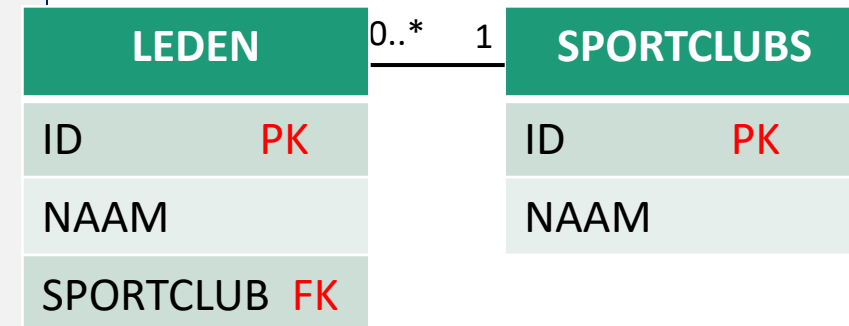 LEDEN 0..* 1 SPORTCLUBS
ID PK ID PK
NAAM NAAM
SPORTCLUB FK